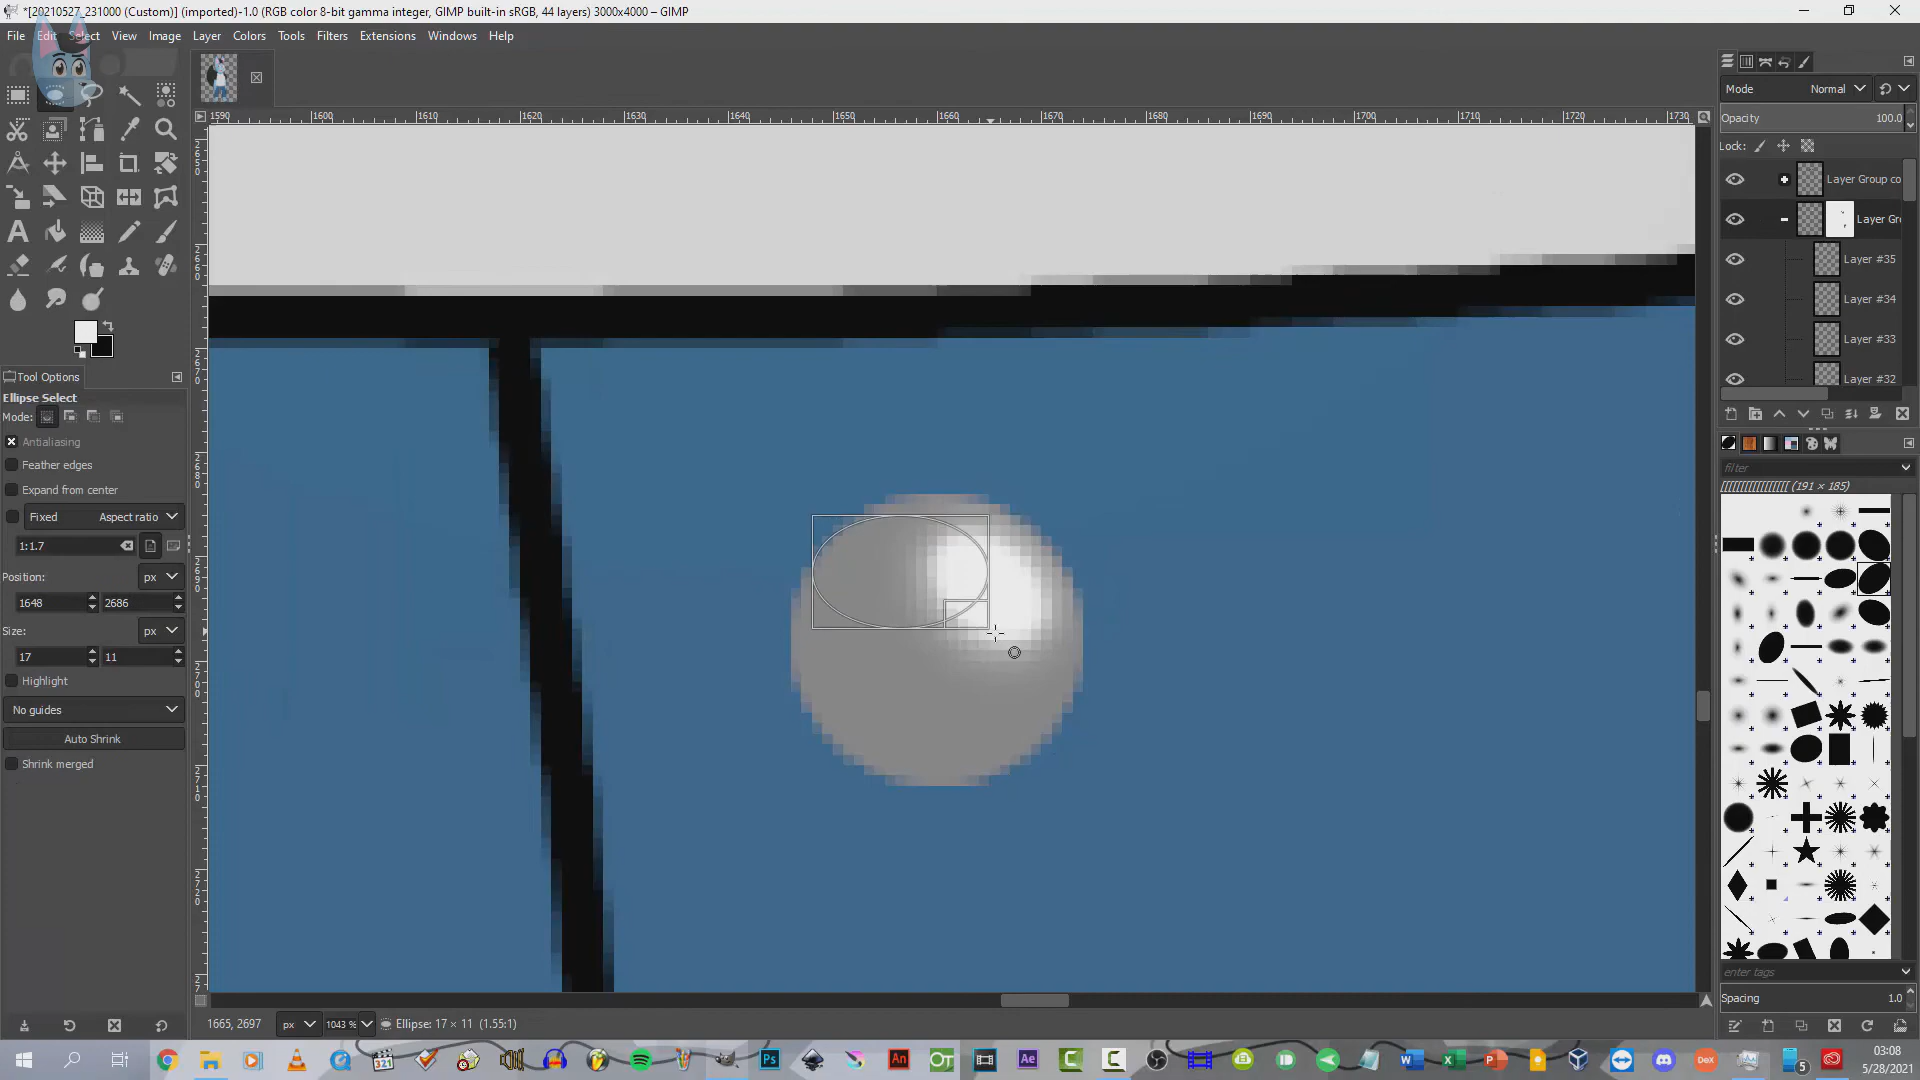 *[20210527_231000 (Custom)] (imported)-1.0 (RGB color 8-bit gamma integer, GIMP built-in sRGB, 44 layers) 3000x4000 – GIMP
File Edit Select View Image Layer Colors Tools Filters Extensions Windows Help
Mode Normal
Opacity 100.0
Lock:
1590 1600 1610 1620 1630 1640 1650 1660 1670 1680 1690 1700 1710 1720 1730
Layer Group co
Layer Gr
Layer #35
Layer #34
Layer #33
Layer #32
Tool Options
Ellipse Select
Mode:
Antialiasing
Feather edges
Expand from center
Fixed Aspect ratio
1:1.7
Position: px
1648 2686
Size: px
17 11
Highlight
No guides
Auto Shrink
Shrink merged
filter
(191 × 185)
enter tags
Spacing 1.0
1665, 2697 px 1043 % Ellipse: 17 × 11 (1.55:1)
03:08
5/28/2021